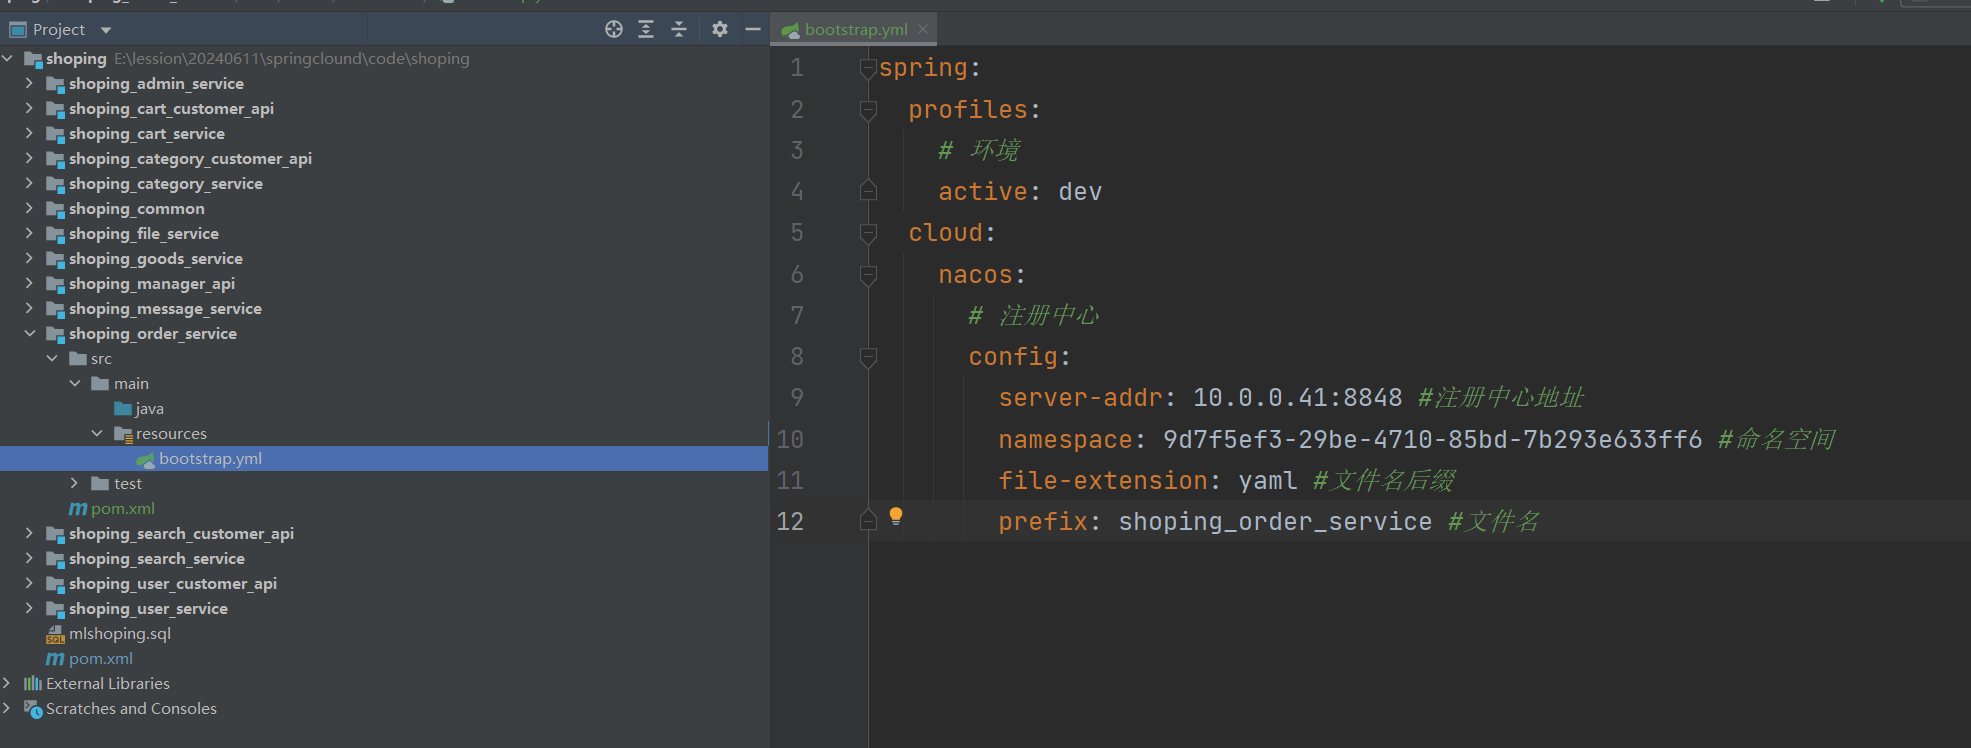 Project
shoping E:\lession\20240611\springclound\code\shoping
shoping_admin_service
shoping_cart_customer_api
shoping_cart_service
shoping_category_customer_api
shoping_category_service
shoping_common
shoping_file_service
shoping_goods_service
shoping_manager_api
shoping_message_service
shoping_order_service
src
main
java
resources
bootstrap.yml
test
pom.xml
shoping_search_customer_api
shoping_search_service
shoping_user_customer_api
shoping_user_service
mlshoping.sql
pom.xml
External Libraries
Scratches and Consoles
bootstrap.yml
1 spring:
2 profiles:
3 # 环境
4 active: dev
5 cloud:
6 nacos:
7 # 注册中心
8 config:
9 server-addr: 10.0.0.41:8848 #注册中心地址
10 namespace: 9d7f5ef3-29be-4710-85bd-7b293e633ff6 #命名空间
11 file-extension: yaml #文件名后缀
12 prefix: shoping_order_service #文件名